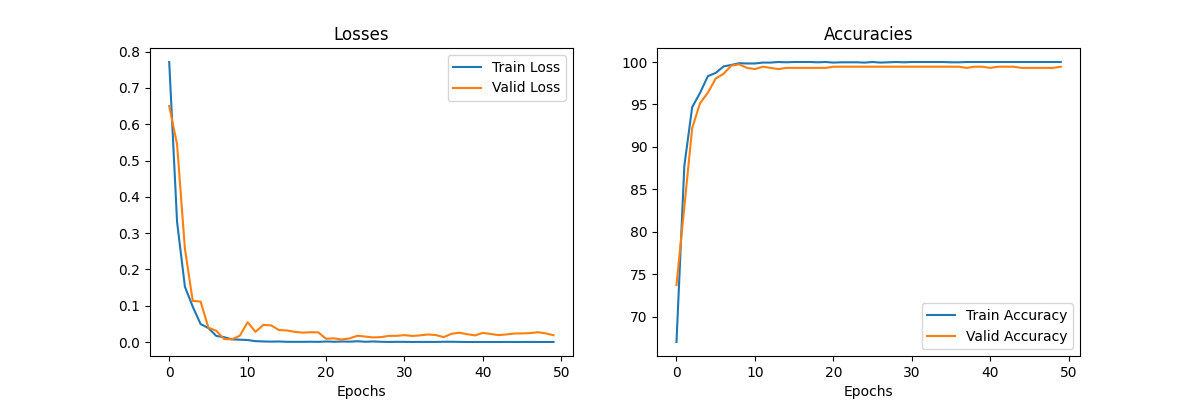 Losses
0.8
0.7
0.6
0.5
0.4
0.3
0.2
0.1
0.0
0 10 20 30 40 50
Epochs
Train Loss
Valid Loss
Accuracies
100
95
90
85
80
75
70
0 10 20 30 40 50
Epochs
Train Accuracy
Valid Accuracy